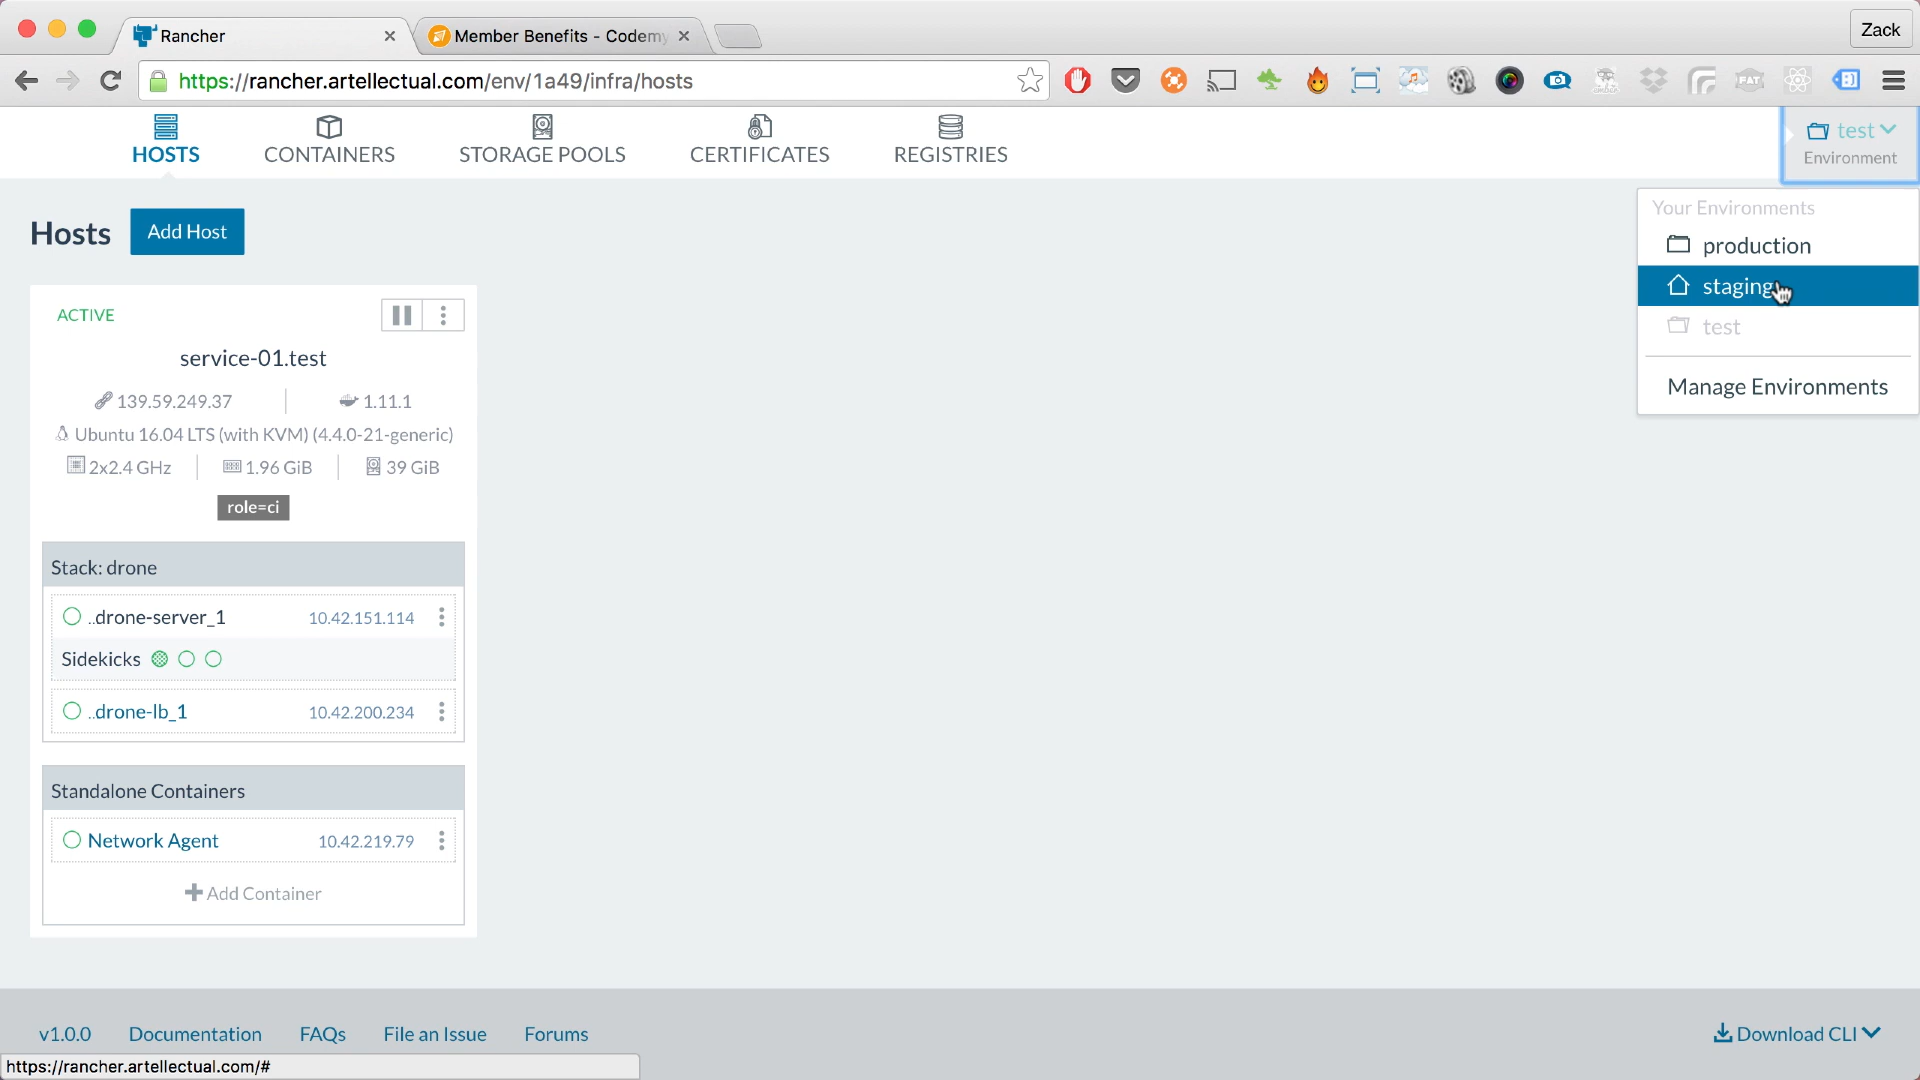 Rancher
Member Benefits - Codemy
Zack
https://rancher.artellectual.com/env/1a49/infra/hosts
HOSTS
CONTAINERS
STORAGE POOLS
CERTIFICATES
REGISTRIES
test
Environment
Your Environments
production
staging
test
Manage Environments
Hosts
Add Host
ACTIVE
service-01.test
139.59.249.37
1.11.1
Ubuntu 16.04 LTS (with KVM) (4.4.0-21-generic)
2x2.4 GHz
1.96 GiB
39 GiB
role=ci
Stack: drone
..drone-server_1
10.42.151.114
Sidekicks
..drone-lb_1
10.42.200.234
Standalone Containers
Network Agent
10.42.219.79
Add Container
v1.0.0
Documentation
FAQs
File an Issue
Forums
Download CLI
https://rancher.artellectual.com/#